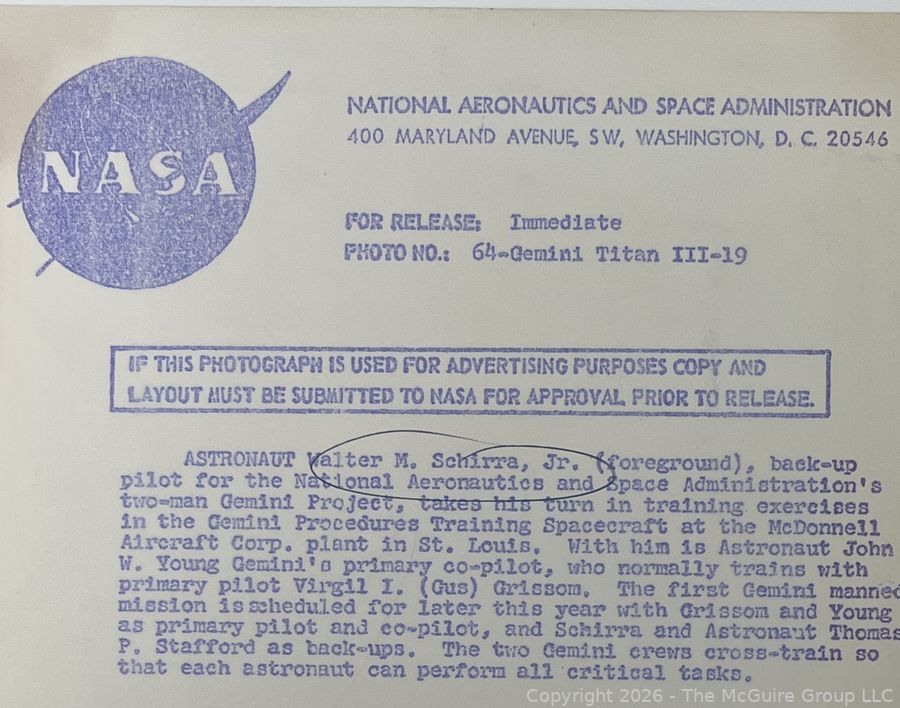 NASA
NATIONAL AERONAUTICS AND SPACE ADMINISTRATION
400 MARYLAND AVENUE, SW, WASHINGTON, D. C. 20546
FOR RELEASE: Immediate
PHOTO NO.: 64-Gemini Titan III-19
IF THIS PHOTOGRAPH IS USED FOR ADVERTISING PURPOSES COPY AND
LAYOUT MUST BE SUBMITTED TO NASA FOR APPROVAL PRIOR TO RELEASE.
ASTRONAUT Walter M. Schirra, Jr. (foreground), back-up
pilot for the National Aeronautics and Space Administration's
two-man Gemini Project, takes his turn in training exercises
in the Gemini Procedures Training Spacecraft at the McDonnell
Aircraft Corp. plant in St. Louis. With him is Astronaut John
W. Young Gemini's primary co-pilot, who normally trains with
primary pilot Virgil I. (Gus) Grissom. The first Gemini manned
mission isscheduled for later this year with Grissom and Young
as primary pilot and co-pilot, and Schirra and Astronaut Thomas
P. Stafford as back-ups. The two Gemini crews cross-train so
that each astronaut can perform all critical tasks.
Copyright 2026 - The McGuire Group LLC